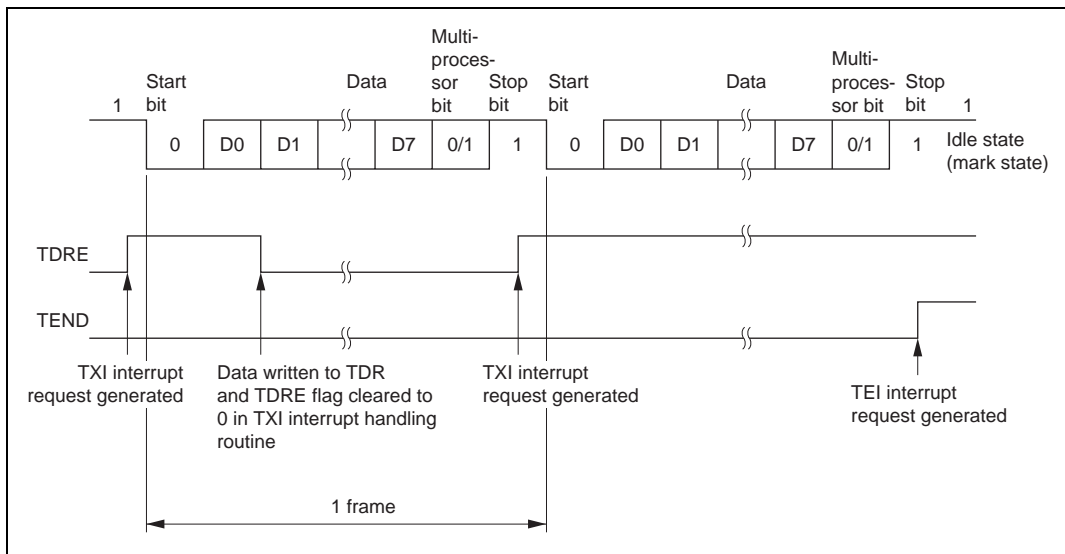 Multi-
proces-
sor
bit
Start
bit
Data
Stop
bit
Start
bit
Data
Multi-
proces-
sor bit
Stop
bit
1
1
0
D0
D1
D7
0/1
1
0
D0
D1
D7
0/1
1
Idle state
(mark state)
TDRE
TEND
TXI interrupt
request generated
Data written to TDR
and TDRE flag cleared to
0 in TXI interrupt handling
routine
TXI interrupt
request generated
TEI interrupt
request generated
1 frame